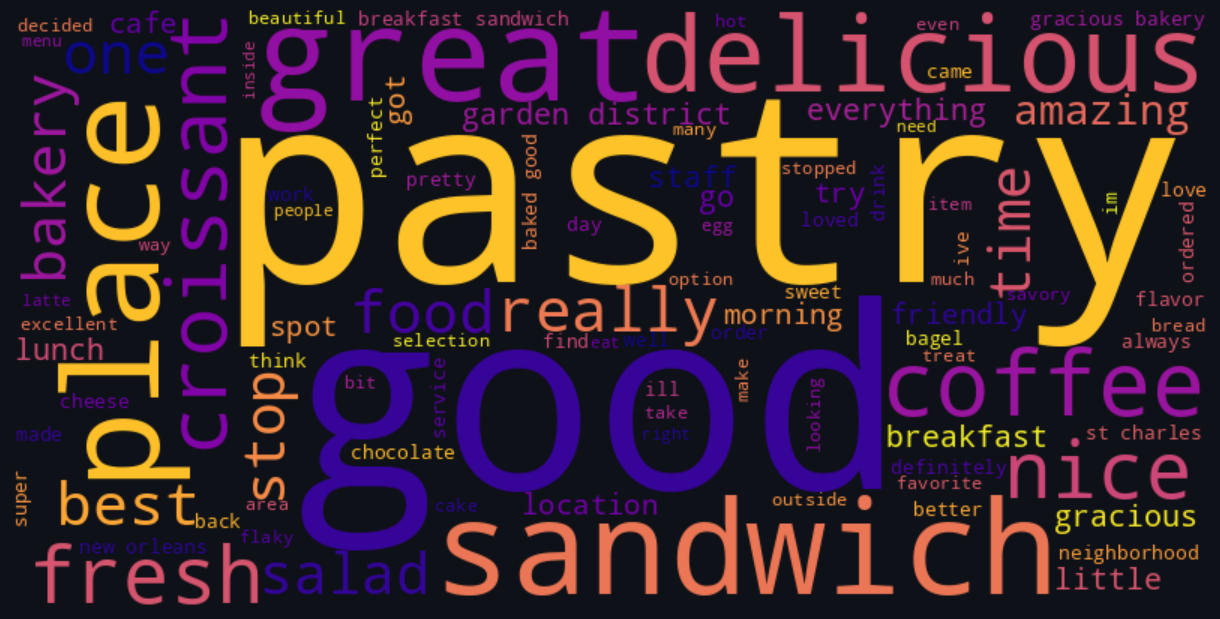 decided
cafe
beautiful
breakfast sandwich
hot
even
gracious bakery
menu
one
croissant
great
delicious
inside
came
bakery
place
got
perfect
garden district
everything
amazing
pastry
many
need
baked good
pretty
staff
stopped
try
drink
go
work
people
day
egg
loved
item
time
im
love
ordered
way
ive
option
much
latte
sweet
savory
flavor
excellent
spot
food
really
morning
friendly
bread
lunch
selection
find
eat
well
order
bagel
always
think
treat
stop
bit
service
good
ill
make
looking
coffee
cheese
take
made
right
breakfast
st charles
chocolate
definitely
nice
favorite
super
best
back
area
cake
location
outside
better
gracious
flaky
sandwich
new orleans
neighborhood
fresh
salad
little